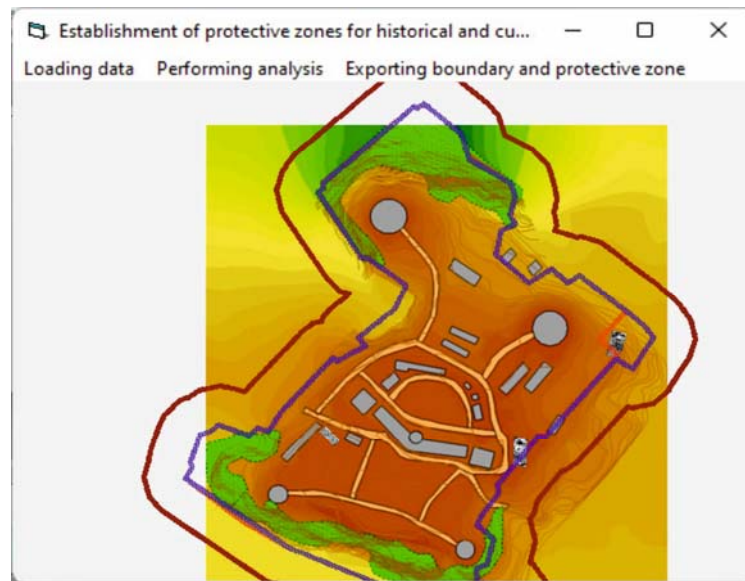 Establishment of protective zones for historical and cu...
Loading data Performing analysis Exporting boundary and protective zone